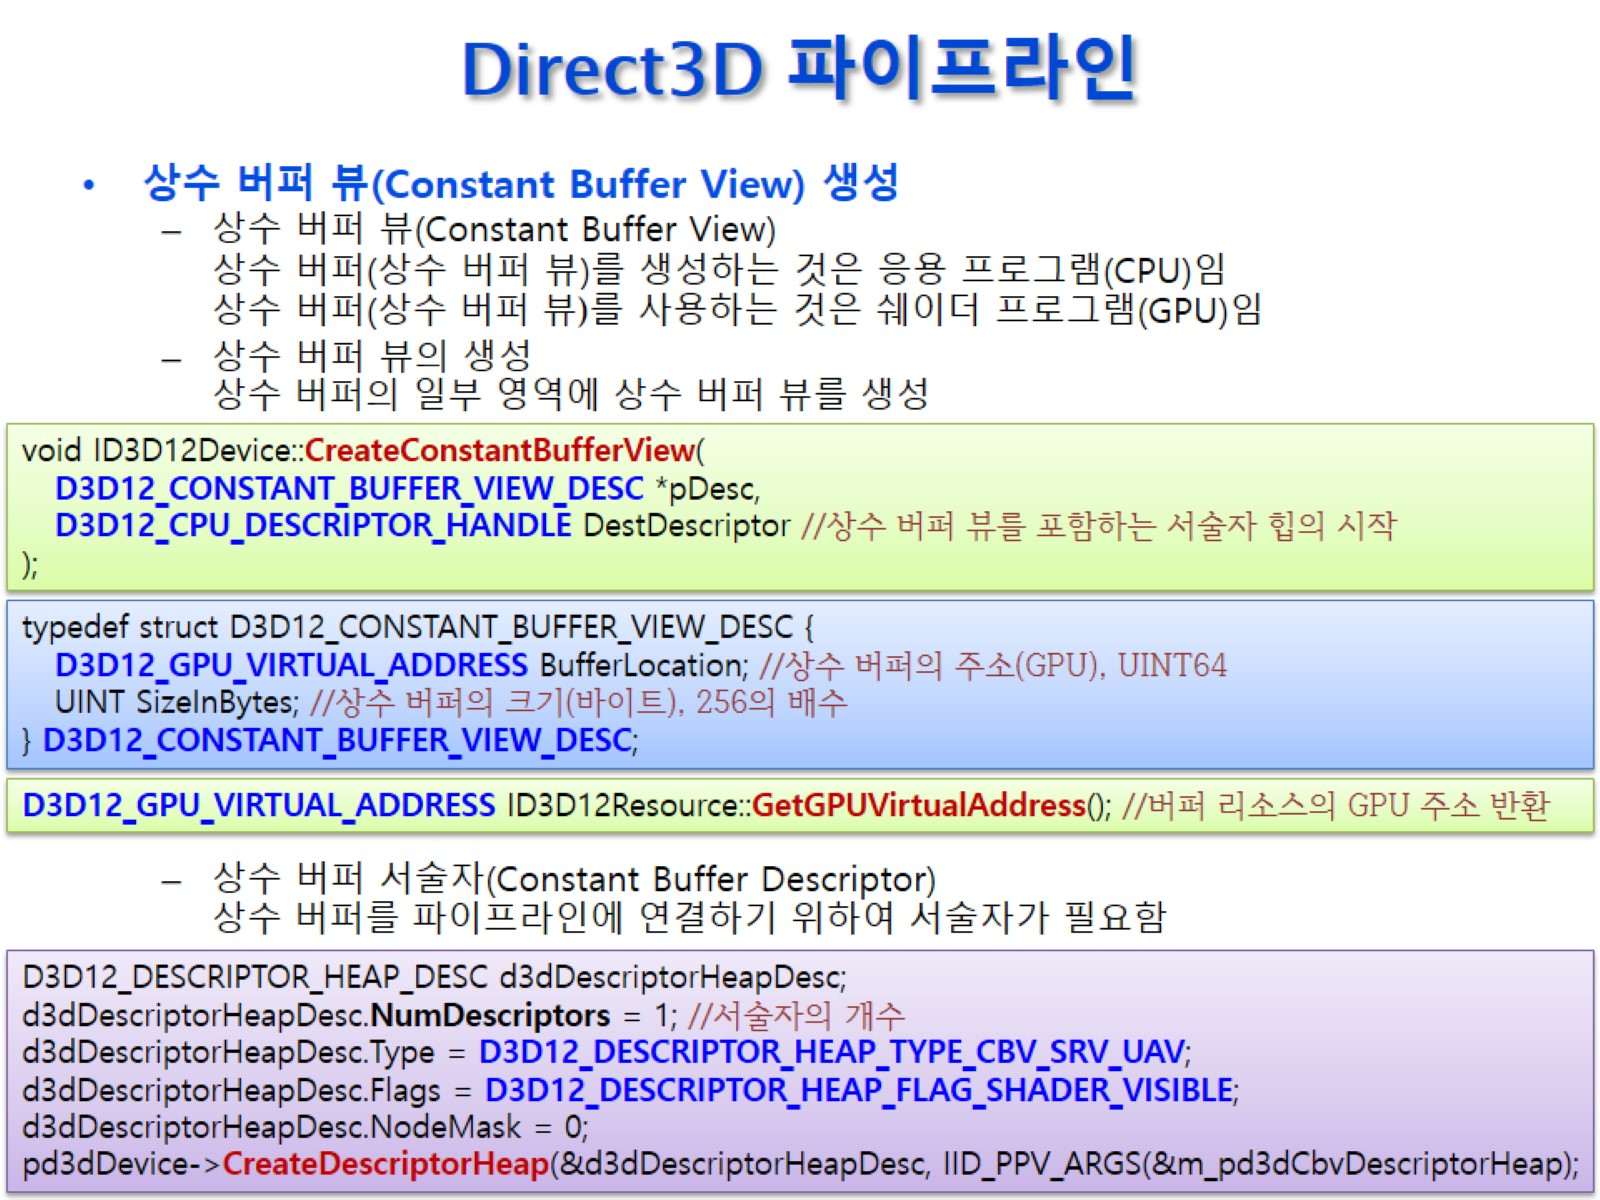 Direct3D 파이프라인
• 상수 버퍼 뷰(Constant Buffer View) 생성
– 상수 버퍼 뷰(Constant Buffer View)
상수 버퍼(상수 버퍼 뷰)를 생성하는 것은 응용 프로그램(CPU)임
상수 버퍼(상수 버퍼 뷰)를 사용하는 것은 쉐이더 프로그램(GPU)임
– 상수 버퍼 뷰의 생성
상수 버퍼의 일부 영역에 상수 버퍼 뷰를 생성
void ID3D12Device::CreateConstantBufferView(
D3D12_CONSTANT_BUFFER_VIEW_DESC *pDesc,
D3D12_CPU_DESCRIPTOR_HANDLE DestDescriptor //상수 버퍼 뷰를 포함하는 서술자 힙의 시작
);
typedef struct D3D12_CONSTANT_BUFFER_VIEW_DESC {
D3D12_GPU_VIRTUAL_ADDRESS BufferLocation; //상수 버퍼의 주소(GPU), UINT64
UINT SizeInBytes; //상수 버퍼의 크기(바이트), 256의 배수
} D3D12_CONSTANT_BUFFER_VIEW_DESC;
D3D12_GPU_VIRTUAL_ADDRESS ID3D12Resource::GetGPUVirtualAddress(); //버퍼 리소스의 GPU 주소 반환
– 상수 버퍼 서술자(Constant Buffer Descriptor)
상수 버퍼를 파이프라인에 연결하기 위하여 서술자가 필요함
D3D12_DESCRIPTOR_HEAP_DESC d3dDescriptorHeapDesc;
d3dDescriptorHeapDesc.NumDescriptors = 1; //서술자의 개수
d3dDescriptorHeapDesc.Type = D3D12_DESCRIPTOR_HEAP_TYPE_CBV_SRV_UAV;
d3dDescriptorHeapDesc.Flags = D3D12_DESCRIPTOR_HEAP_FLAG_SHADER_VISIBLE;
d3dDescriptorHeapDesc.NodeMask = 0;
pd3dDevice->CreateDescriptorHeap(&d3dDescriptorHeapDesc, IID_PPV_ARGS(&m_pd3dCbvDescriptorHeap);